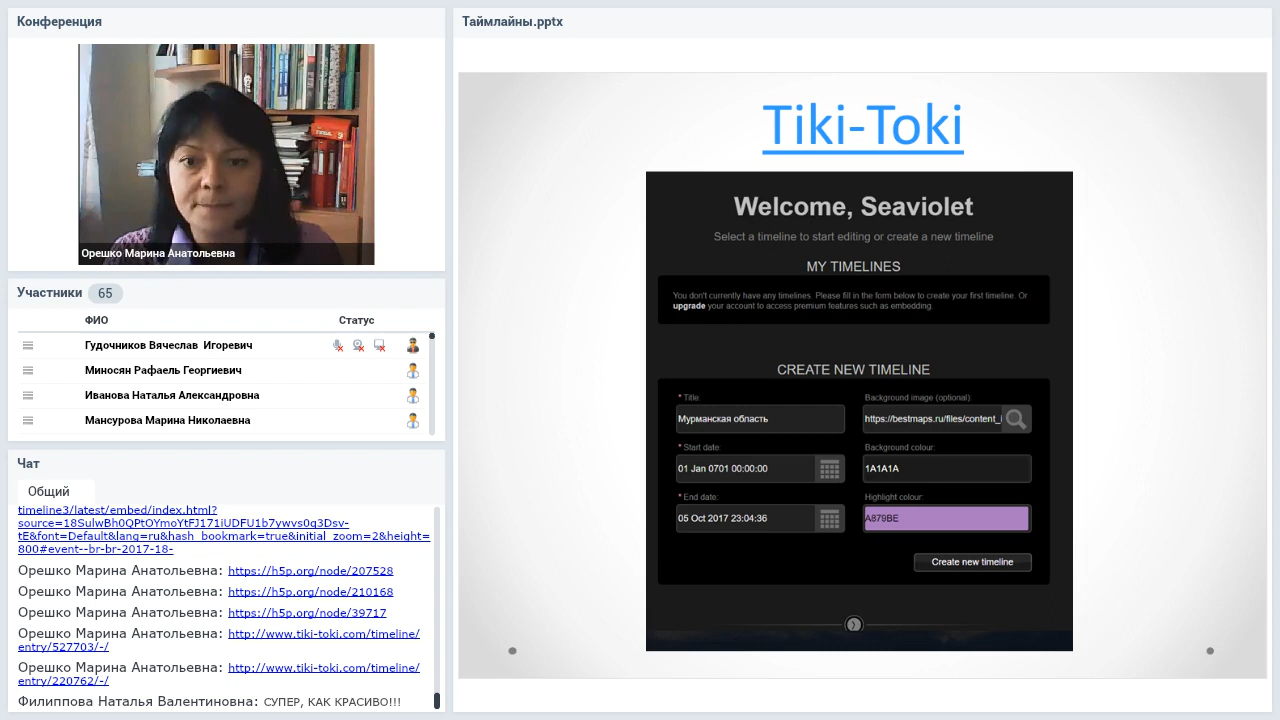 Конференция
Орешко Марина Анатольевна
Участники 65
ФИО Статус
Гудочников Вячеслав Игоревич
Миносян Рафаель Георгиевич
Иванова Наталья Александровна
Мансурова Марина Николаевна
Чат
Общий
timeline3/latest/embed/index.html?
source=18SulwBh0QPtOYmoYtFJ171iUDFU1b7ywvs0q3Dsv-
tE&font=Default&lang=ru&hash_bookmark=true&initial_zoom=2&height=
800#event--br-br-2017-18-
Орешко Марина Анатольевна: https://h5p.org/node/207528
Орешко Марина Анатольевна: https://h5p.org/node/210168
Орешко Марина Анатольевна: https://h5p.org/node/39717
Орешко Марина Анатольевна: http://www.tiki-toki.com/timeline/
entry/527703/-/
Орешко Марина Анатольевна: http://www.tiki-toki.com/timeline/
entry/220762/-/
Филиппова Наталья Валентиновна: СУПЕР, КАК КРАСИВО!!!
Таймлайны.pptx
Tiki-Toki
Welcome, Seaviolet
Select a timeline to start editing or create a new timeline
MY TIMELINES
You don't currently have any timelines. Please fill in the form below to create your first timeline. Or
upgrade your account to access premium features such as embedding.
CREATE NEW TIMELINE
* Title Background image (optional)
Мурманская область https://bestmaps.ru/files/content_i
* Start date: Background colour:
01 Jan 0701 00:00:00 1A1A1A
* End date: Highlight colour:
05 Oct 2017 23:04:36 A879BE
Create new timeline